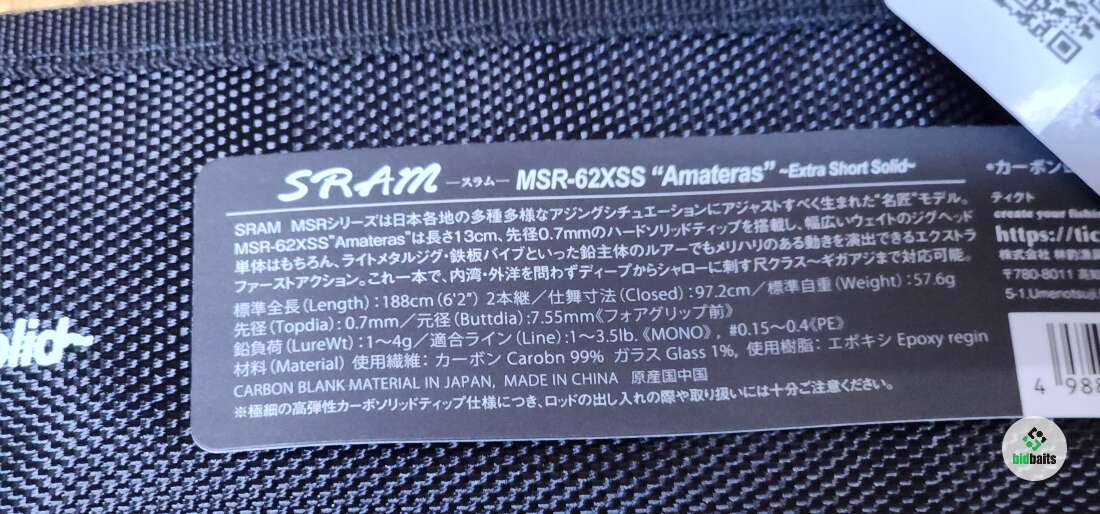 SRAM —スラム— MSR-62XSS “Amateras” ~Extra Short Solid~
SRAM MSRシリーズは日本各地の多種多様なアジングシチュエーションにアジャストすべく生まれた“名匠”モデル。
MSR-62XSS"Amateras"は長さ13cm、先径0.7mmのハードソリッドティップを搭載し、幅広いウェイトのジグヘッド
単体はもちろん、ライトメタルジグ・鉄板バイブといった鉛主体のルアーでもメリハリのある動きを演出できるエクストラ
ファーストアクション。これ一本で、内湾・外洋を問わずディープからシャローに刺す尺クラス～ギガアジまで対応可能。
標準全長(Length):188cm(6'2") 2本継／仕舞寸法(Closed):97.2cm／標準自重(Weight):57.6g
先径(Topdia):0.7mm／元径(Buttdia):7.55mm《フォアグリップ前》
鉛負荷(LureWt):1～4g／適合ライン(Line):1～3.5lb.《MONO》, #0.15～0.4《PE》
材料(Material) 使用繊維: カーボン Carobn 99% ガラス Glass 1%, 使用樹脂: エポキシ Epoxy regin
CARBON BLANK MATERIAL IN JAPAN, MADE IN CHINA 原産国中国
※極細の高弾性カーボソリッドティップ仕様につき、ロッドの出し入れの際や取り扱いには十分ご注意ください。
•カーボン
ティクト
create your fishi
https://tic
株式会社
〒780-8011 高知
5-1.Umenotsuji
4 988
olid~
bidbaits